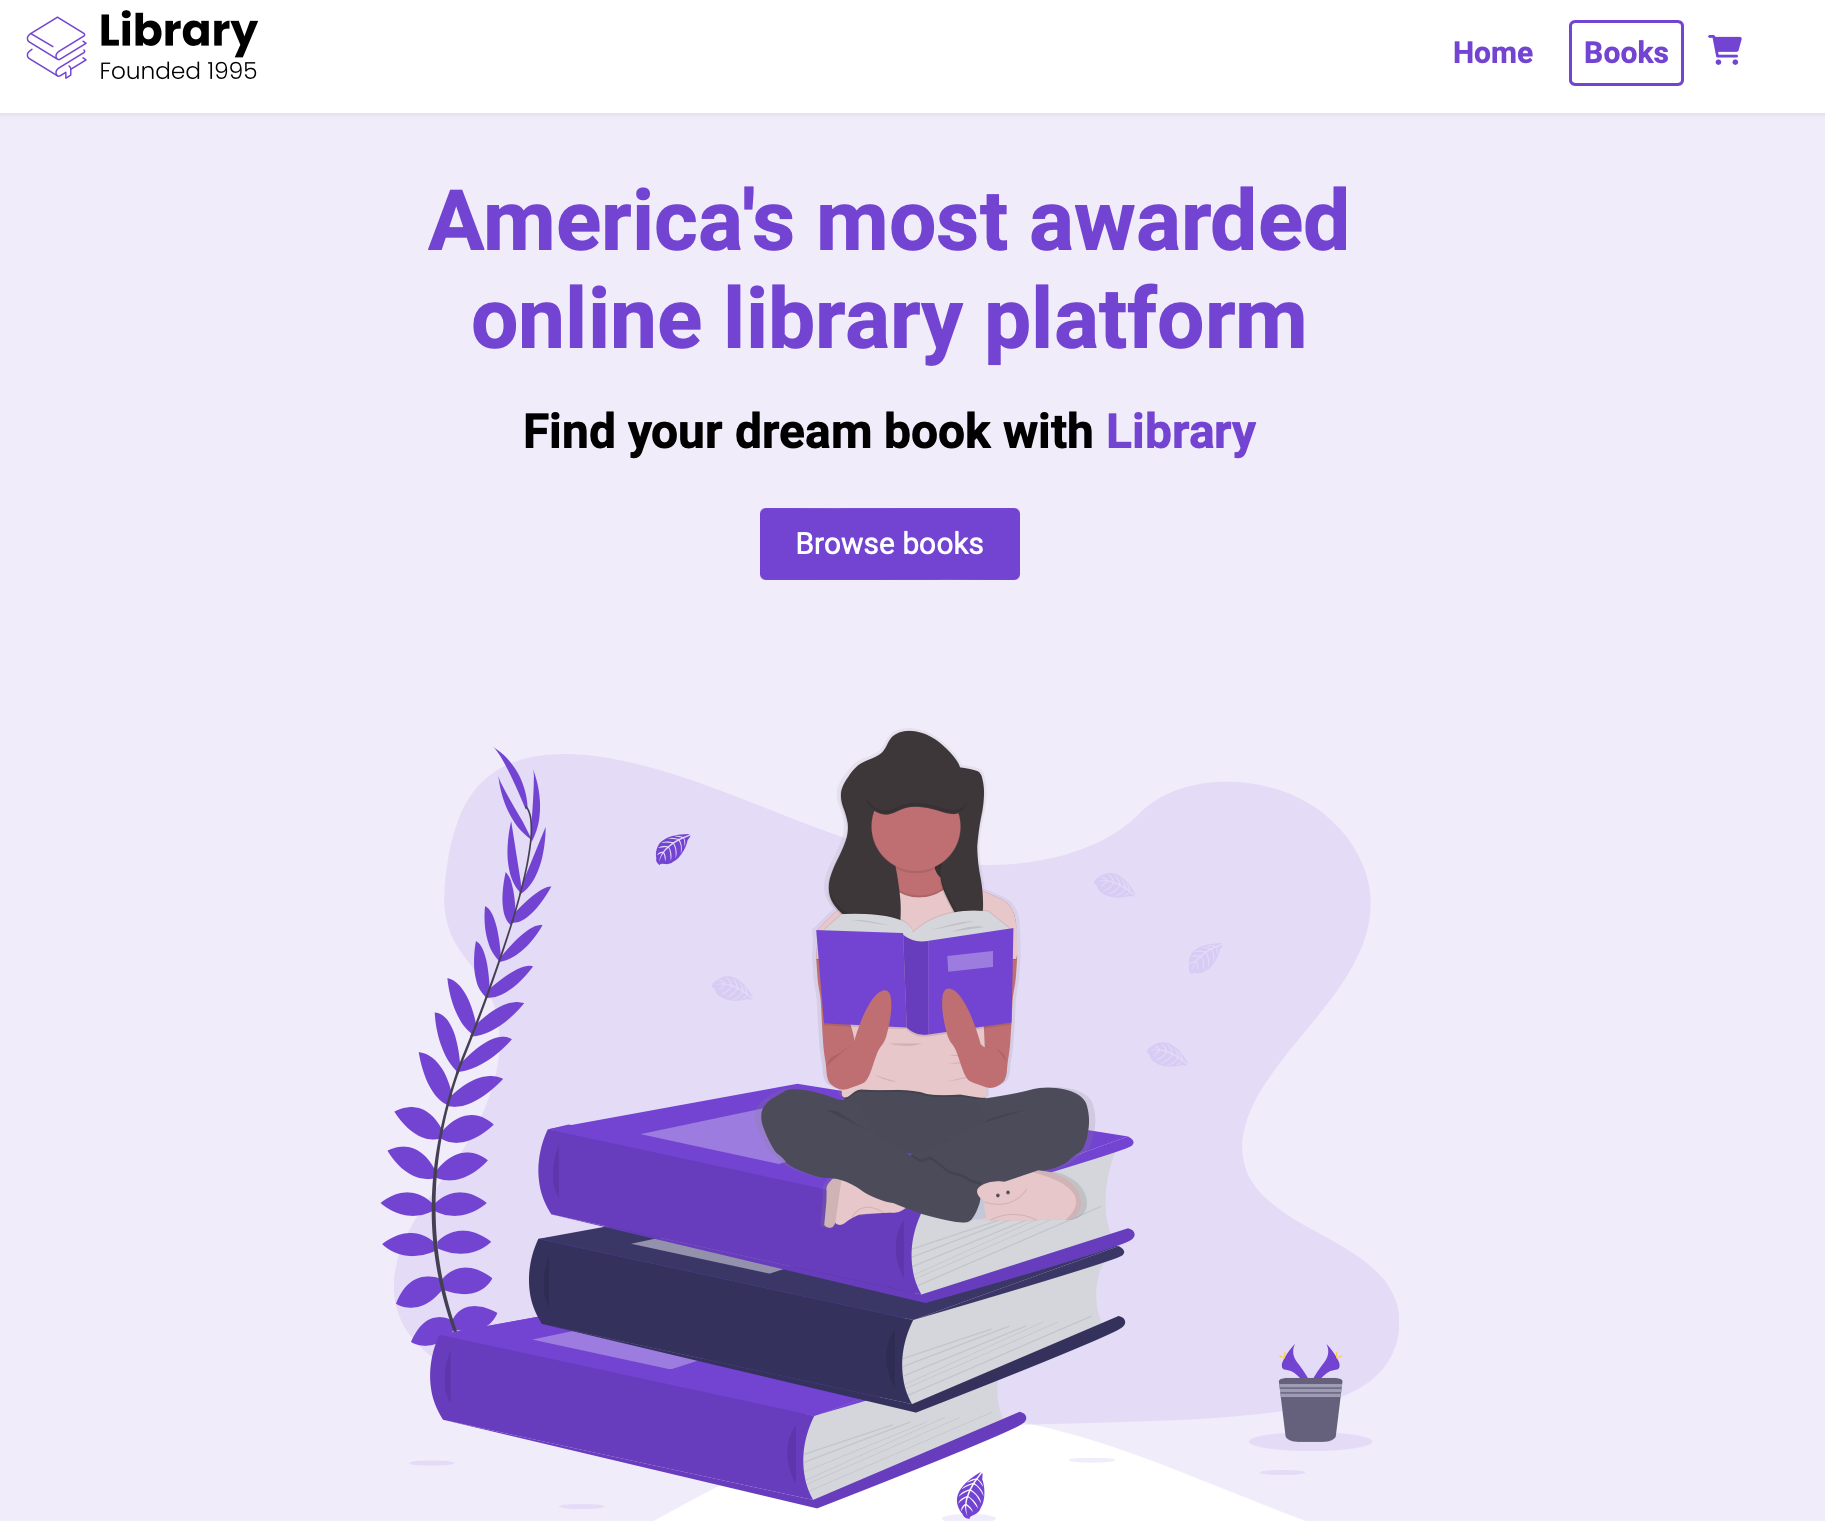 Library
Founded 1995
Home
Books
America's most awarded
online library platform
Find your dream book with Library
Browse books